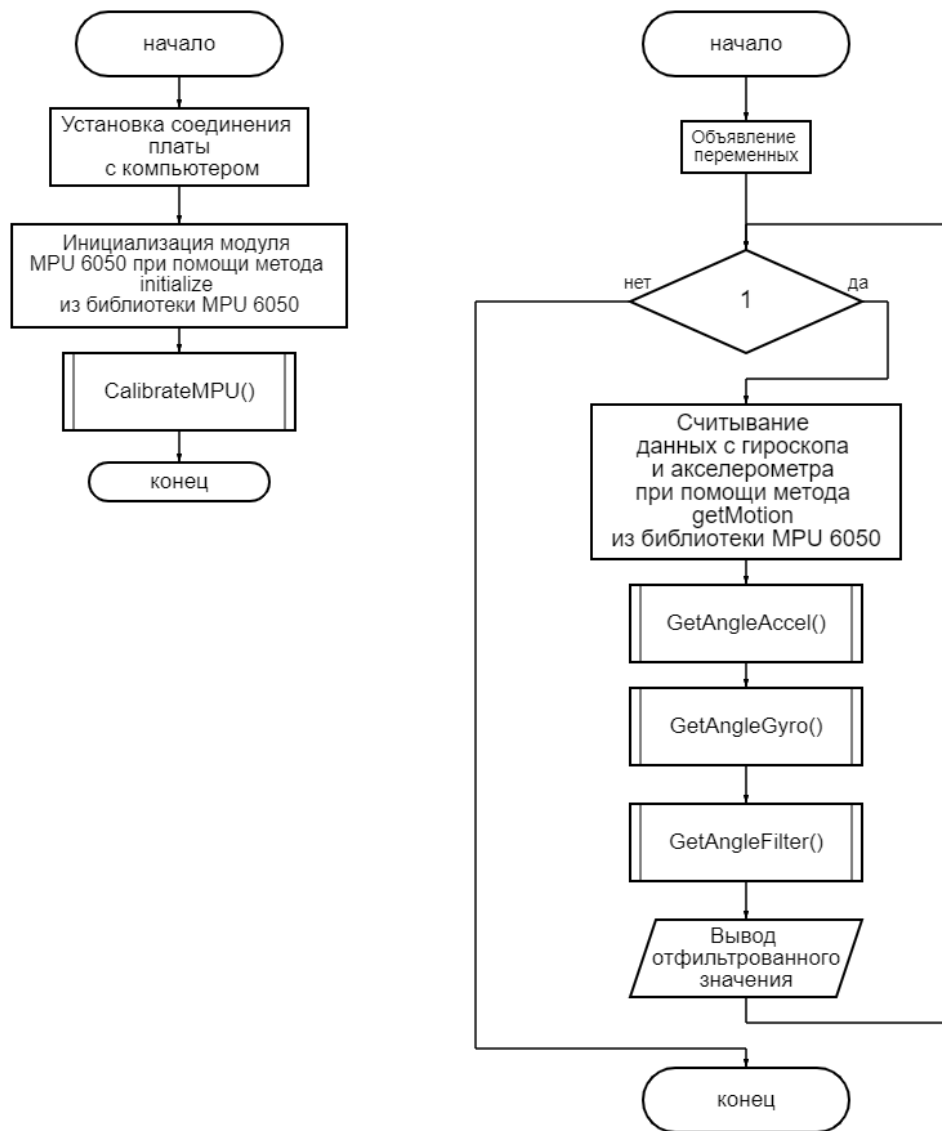 начало
Установка соединения
платы
с компьютером
Инициализация модуля
MPU 6050 при помощи метода
initialize
из библиотеки MPU 6050
CalibrateMPU()
конец
начало
Объявление
переменных
нет
да
1
Считывание
данных с гироскопа
и акселерометра
при помощи метода
getMotion
из библиотеки MPU 6050
GetAngleAccel()
GetAngleGyro()
GetAngleFilter()
Вывод
отфильтрованного
значения
конец